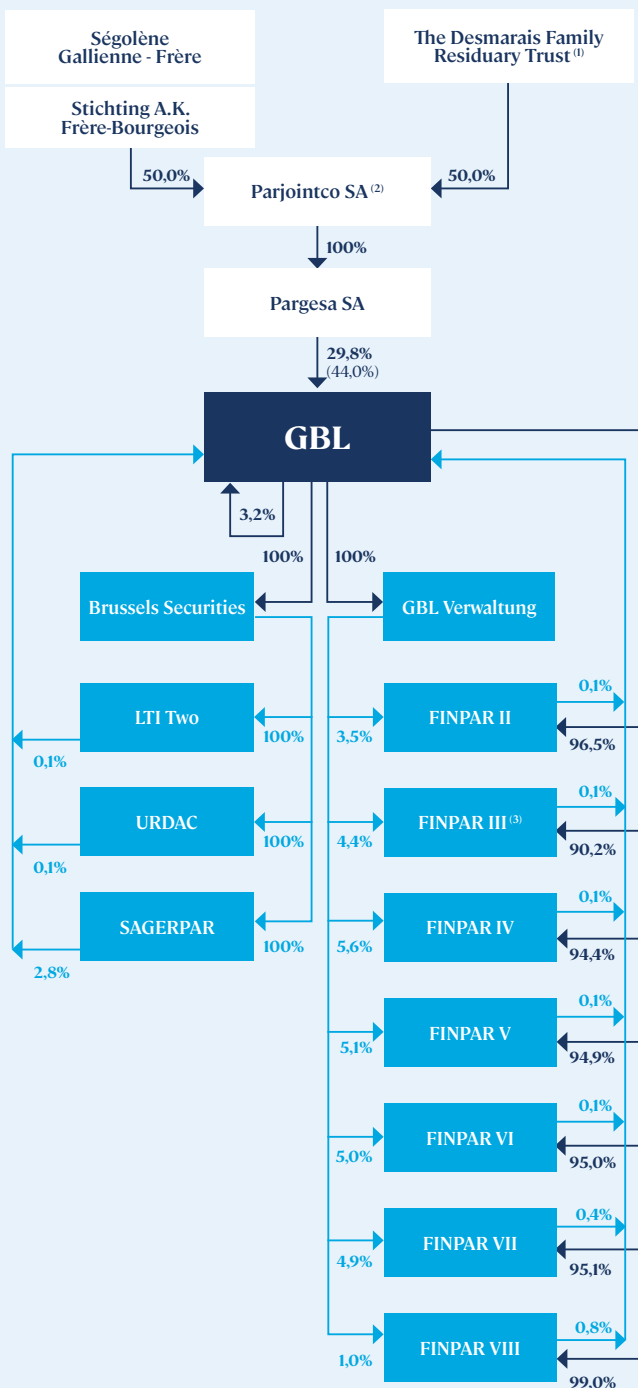 Ségolène
Gallienne - Frère
The Desmarais Family
Residuary Trust (1)
Stichting A.K.
Frère-Bourgeois
50,0%
Parjointco SA (2)
50,0%
100%
Pargesa SA
29,8%
(44,0%)
GBL
3,2%
100%
100%
Brussels Securities
GBL Verwaltung
LTI Two
100%
0,1%
3,5%
FINPAR II
0,1%
96,5%
URDAC
100%
0,1%
4,4%
FINPAR III (3)
0,1%
90,2%
SAGERPAR
100%
2,8%
5,6%
FINPAR IV
0,1%
94,4%
5,1%
FINPAR V
0,1%
94,9%
5,0%
FINPAR VI
0,1%
95,0%
4,9%
FINPAR VII
0,4%
95,1%
1,0%
FINPAR VIII
0,8%
99,0%